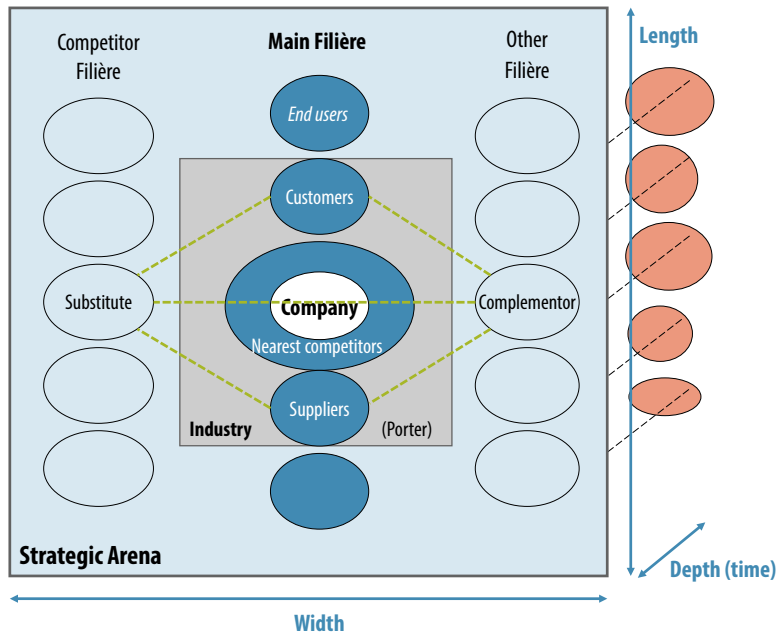 Competitor
Filière
Main Filière
Other
Filière
Length
End users
Customers
Substitute
Company
Complementor
Nearest competitors
Suppliers
Industry
(Porter)
Strategic Arena
Depth (time)
Width